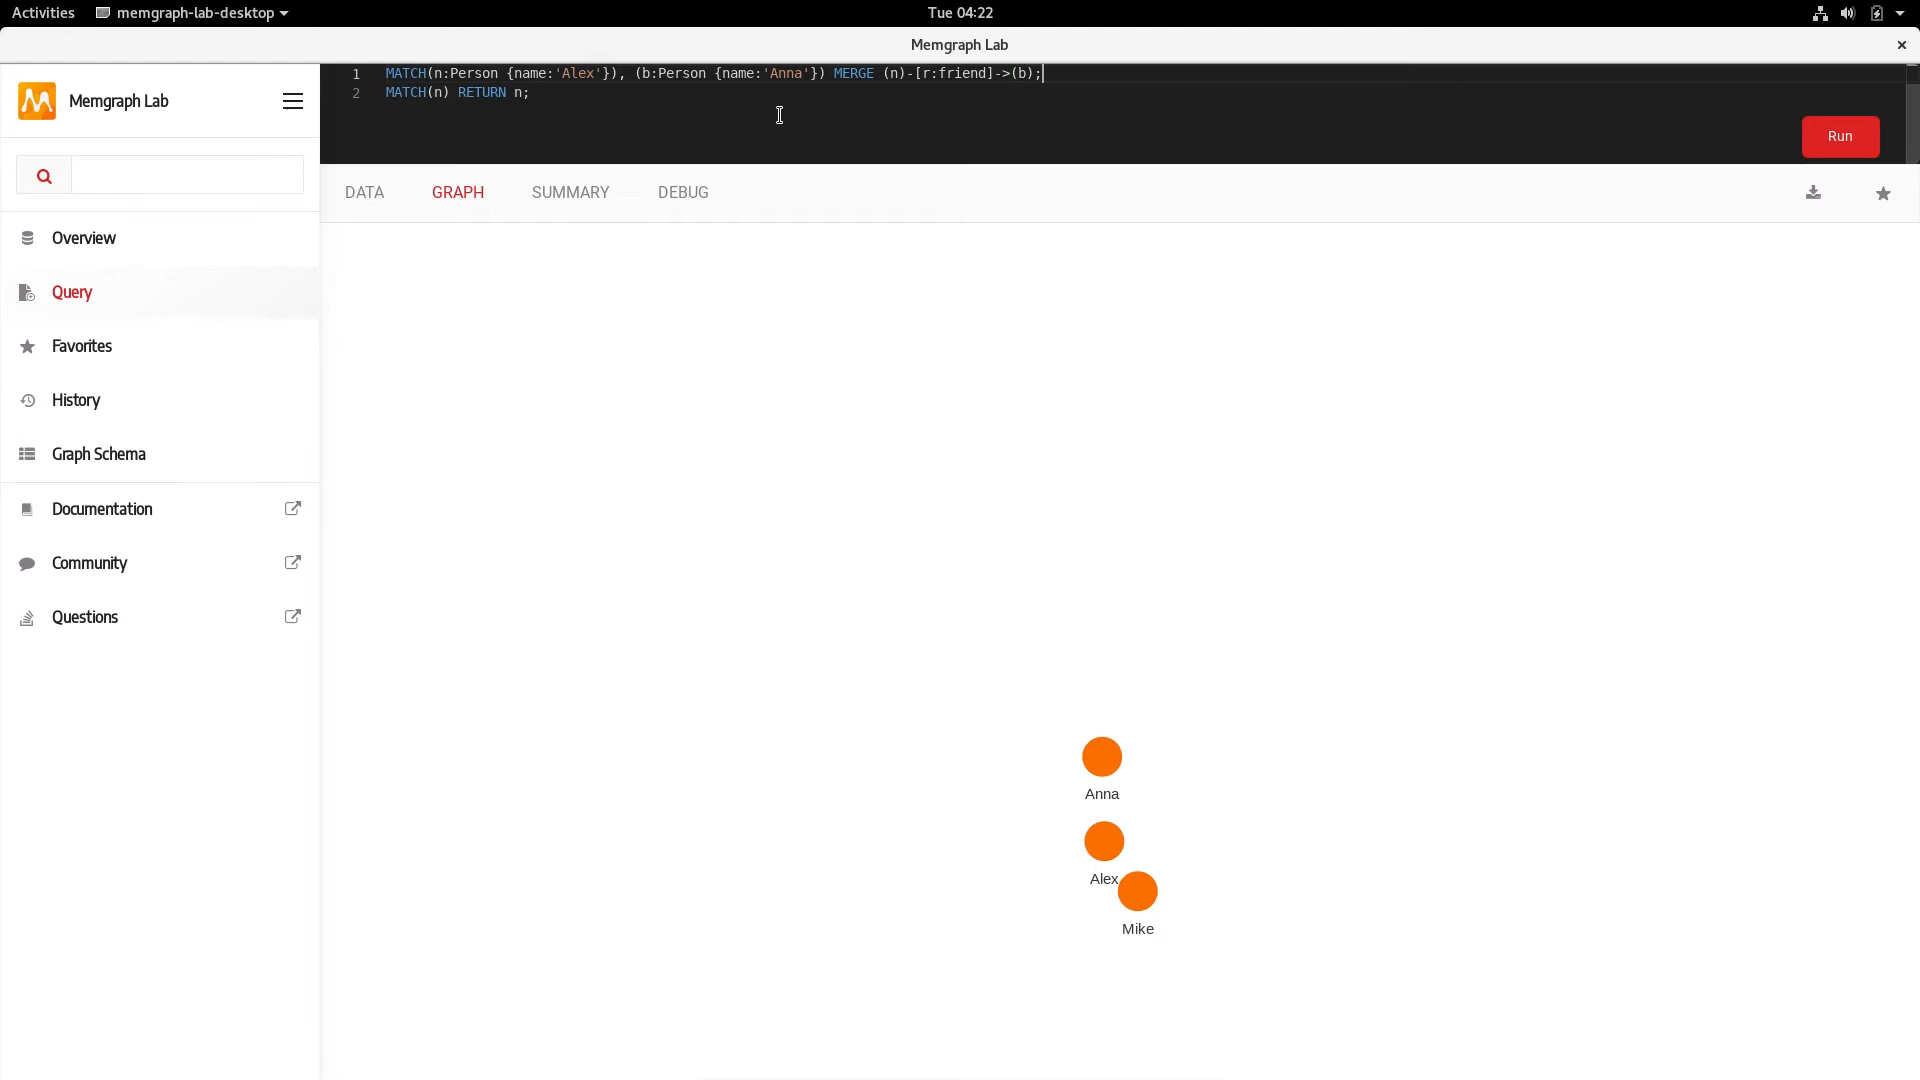 Activities memgraph-lab-desktop Tue 04:22
Memgraph Lab
Memgraph Lab
1 MATCH(n:Person {name:'Alex'}), (b:Person {name:'Anna'}) MERGE (n)-[r:friend]->(b);
2 MATCH(n) RETURN n;
Run
DATA GRAPH SUMMARY DEBUG
Overview
Query
Favorites
History
Graph Schema
Documentation
Community
Questions
Anna
Alex
Mike